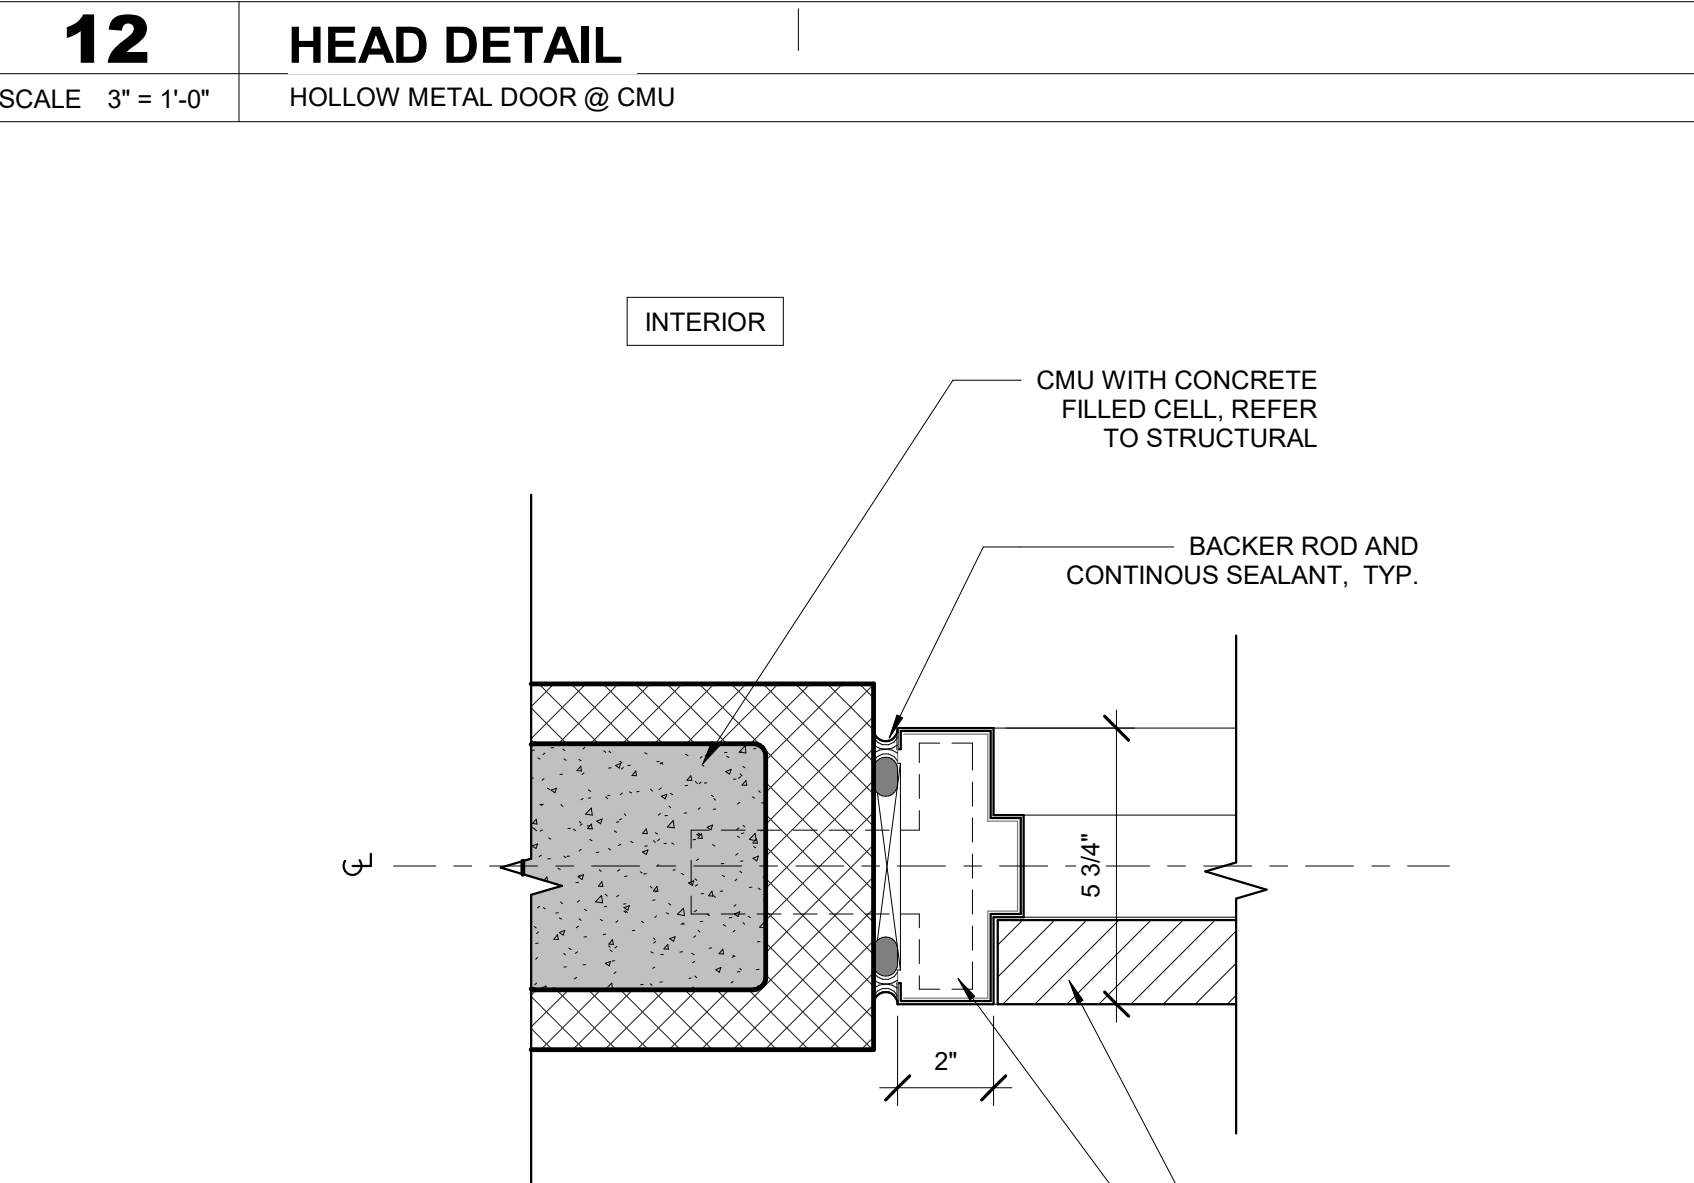 12
HEAD DETAIL
SCALE 3" = 1'-0"
HOLLOW METAL DOOR @ CMU
INTERIOR
CMU WITH CONCRETE
FILLED CELL, REFER
TO STRUCTURAL
BACKER ROD AND
CONTINOUS SEALANT, TYP.
℄
5 3/4"
2"